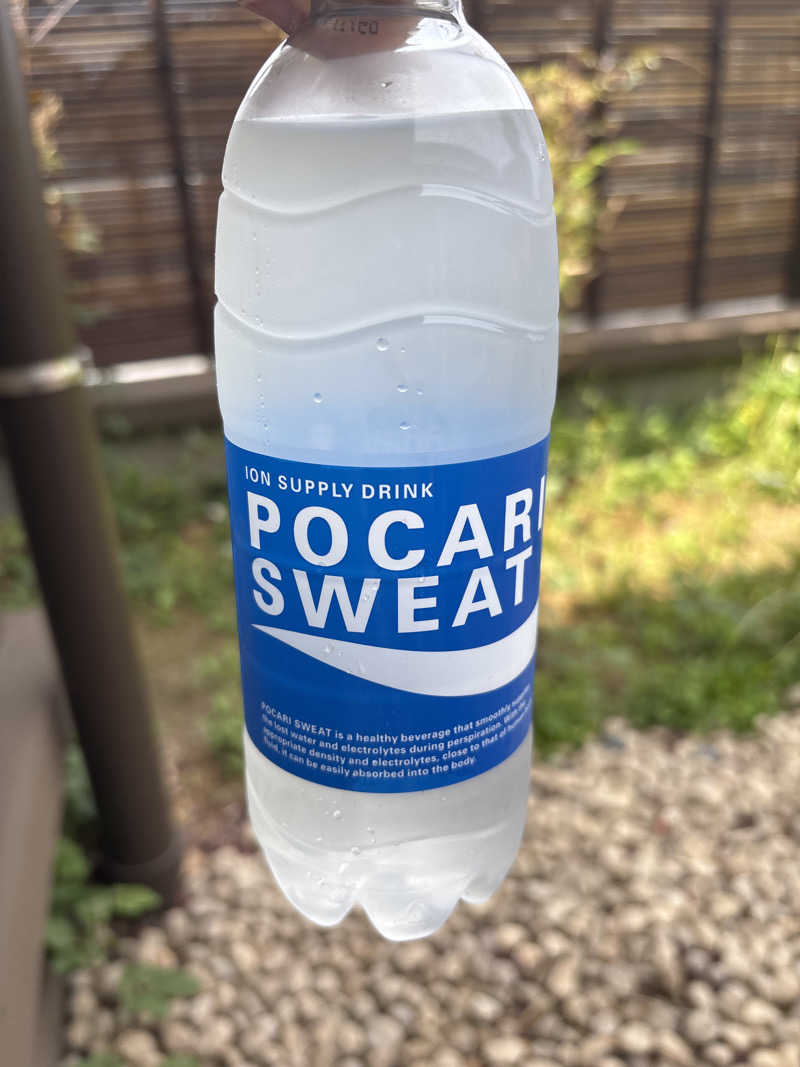 ION SUPPLY DRINK
POCARI
SWEAT
POCARI SWEAT is a healthy beverage that smoothly
the lost water and electrolytes during perspiration. With
appropriate density and electrolytes, close to that of
fluid, it can be easily absorbed into the body.